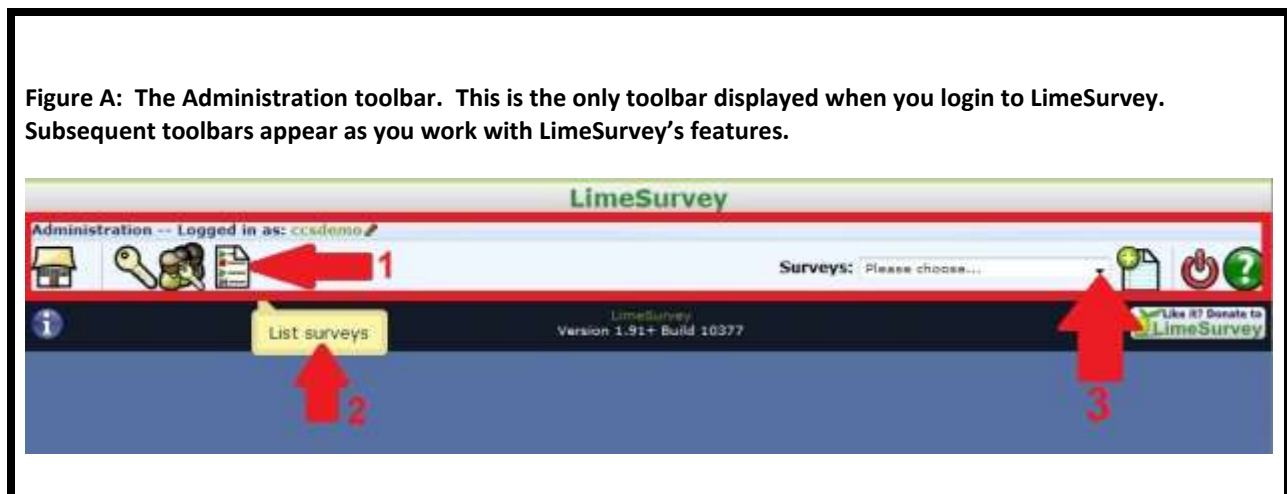 Figure A:  The Administration toolbar.  This is the only toolbar displayed when you login to LimeSurvey.
Subsequent toolbars appear as you work with LimeSurvey’s features.
LimeSurvey
Administration -- Logged in as: ccsdemo
1
Surveys: Please choose...
?
i
List surveys
LimeSurvey
Version 1.91+ Build 10377
Like it? Donate to
LimeSurvey
2
3